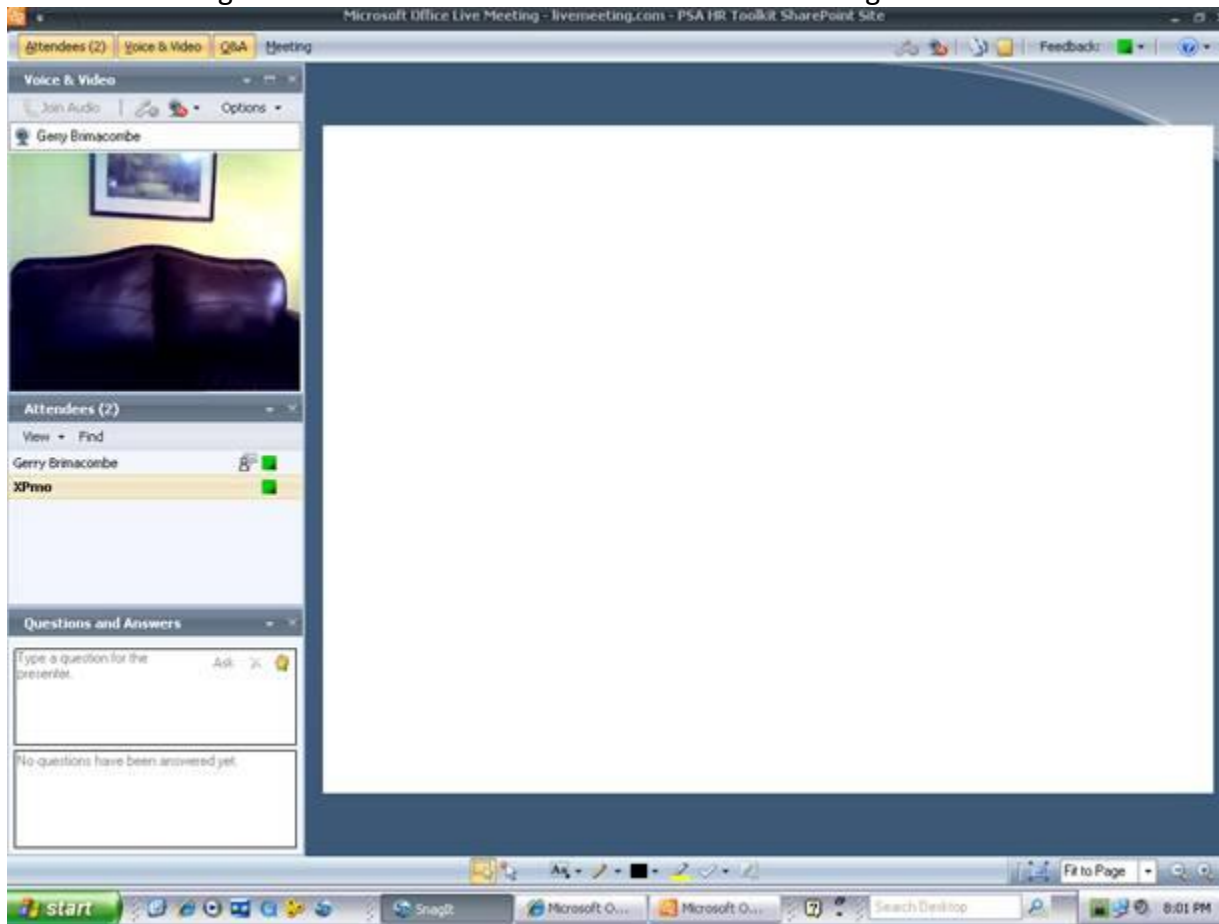 Microsoft Office Live Meeting - livemeeting.com - PSA HR Toolkit SharePoint Site
Attendees (2) Voice & Video Q&A Meeting
Feedback:
Voice & Video
Join Audio Options
Gerry Brimacombe
Attendees (2)
View Find
Gerry Brimacombe
XPmo
Questions and Answers
Type a question for the
presenter.
Ask
No questions have been answered yet.
Fit to Page
start
SnagIt
Microsoft O...
Microsoft O...
Search Desktop
8:01 PM